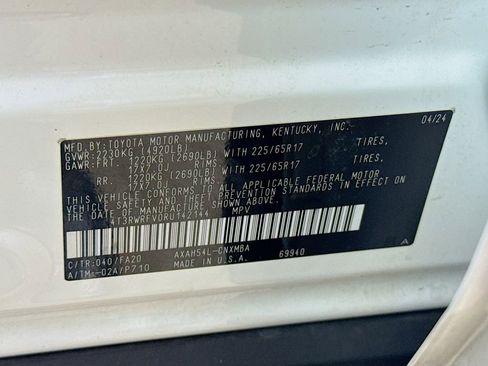 MFD.BY:TOYOTA MOTOR MANUFACTURING, KENTUCKY, INC. 04/24
GVWR:2230KG (4920LB)
GAWR:FRT. 1220KG (2690LB) WITH 225/65R17 TIRES,
17X7.0J RIMS,
RR. 1220KG (2690LB) WITH 225/65R17 TIRES,
17X7.0J RIMS,
THIS VEHICLE CONFORMS TO ALL APPLICABLE FEDERAL MOTOR
VEHICLE SAFETY AND THEFT PREVENTION STANDARDS IN EFFECT ON
THIS DATE OF MANUFACTURE SHOWN ABOVE.
4T3RWRFV0RU142344 MPV
C/TR:040/FA20 AXAH54L-CNXMBA A
A/TM:-02A/P710 MADE IN U.S.A. 69940